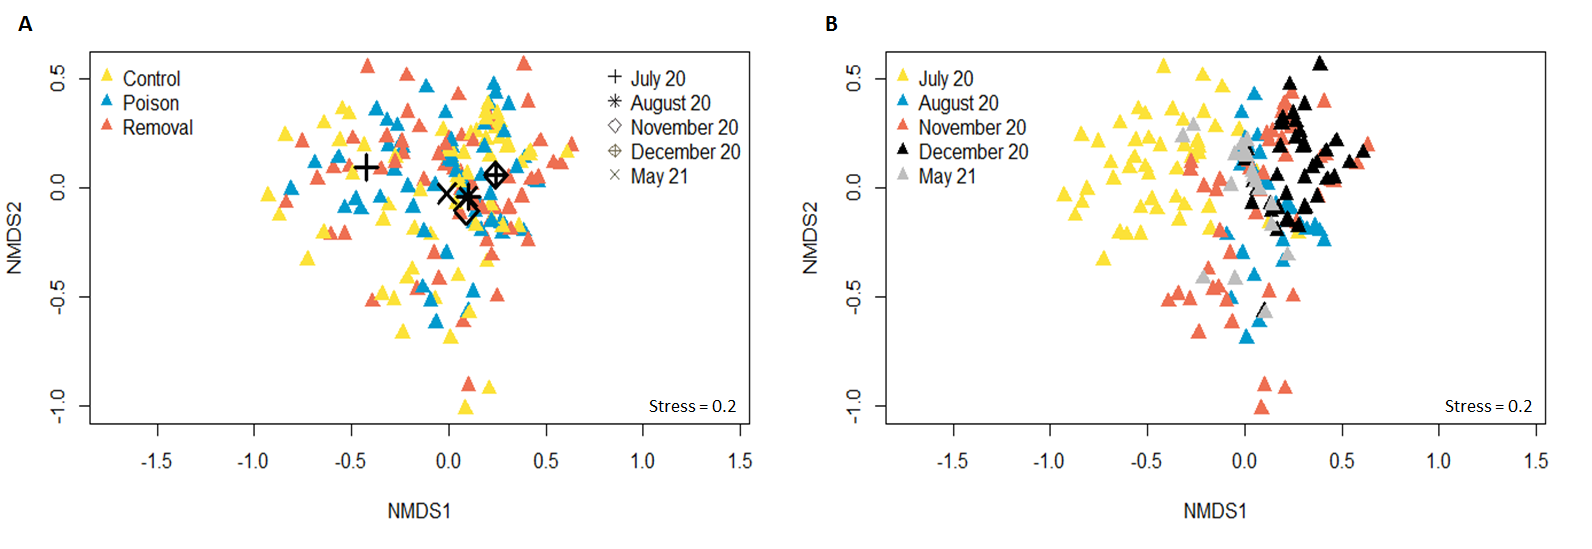 A
Control
Poison
Removal
July 20
August 20
November 20
December 20
May 21
0.5
0.0
-0.5
-1.0
NMDS2
Stress = 0.2
-1.5
-1.0
-0.5
0.0
0.5
1.0
1.5
NMDS1
B
July 20
August 20
November 20
December 20
May 21
0.5
0.0
-0.5
-1.0
NMDS2
Stress = 0.2
-1.5
-1.0
-0.5
0.0
0.5
1.0
1.5
NMDS1